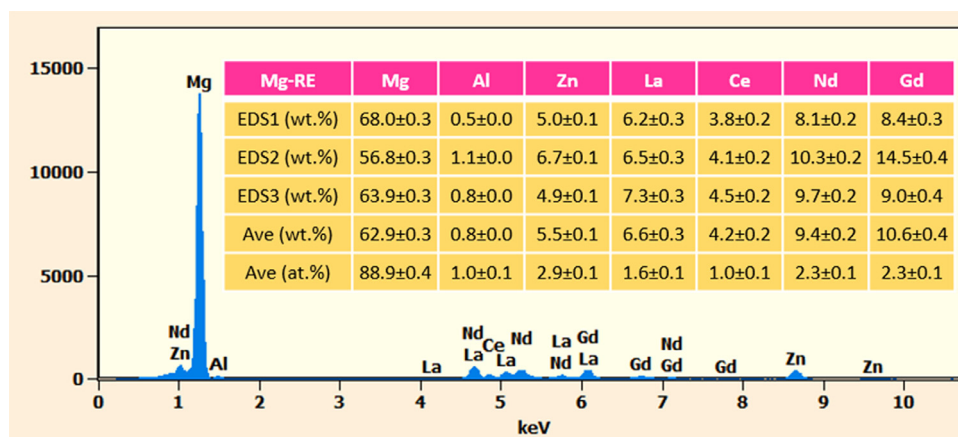 15000
10000
5000
0
Mg
Mg-RE Mg Al Zn La Ce Nd Gd
EDS1 (wt.%) 68.0±0.3 0.5±0.0 5.0±0.1 6.2±0.3 3.8±0.2 8.1±0.2 8.4±0.3
EDS2 (wt.%) 56.8±0.3 1.1±0.0 6.7±0.1 6.5±0.3 4.1±0.2 10.3±0.2 14.5±0.4
EDS3 (wt.%) 63.9±0.3 0.8±0.0 4.9±0.1 7.3±0.3 4.5±0.2 9.7±0.2 9.0±0.4
Ave (wt.%) 62.9±0.3 0.8±0.0 5.5±0.1 6.6±0.3 4.2±0.2 9.4±0.2 10.6±0.4
Ave (at.%) 88.9±0.4 1.0±0.1 2.9±0.1 1.6±0.1 1.0±0.1 2.3±0.1 2.3±0.1
Nd Nd Ce Nd La Gd Nd
Zn Al La La La Nd La Gd Gd Gd Zn Zn
0 1 2 3 4 5 6 7 8 9 10
keV